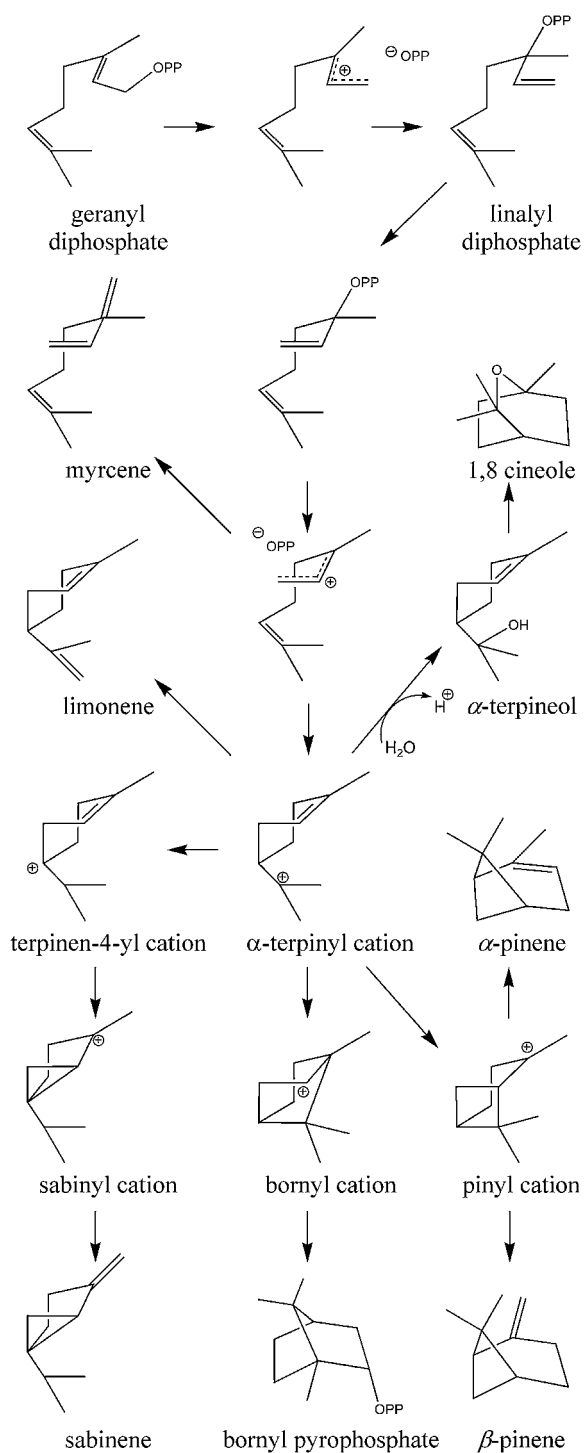 OPP
⊕
⊖OPP
OPP
geranyl
diphosphate
linalyl
diphosphate
OPP
myrcene
O
1,8 cineole
⊖
OPP
⊕
OH
limonene
H⊕
H₂O
α-terpineol
⊕
⊕
terpinen-4-yl cation
α-terpinyl cation
α-pinene
⊕
⊕
⊕
sabinyl cation
bornyl cation
pinyl cation
OPP
sabinene
bornyl pyrophosphate
β-pinene